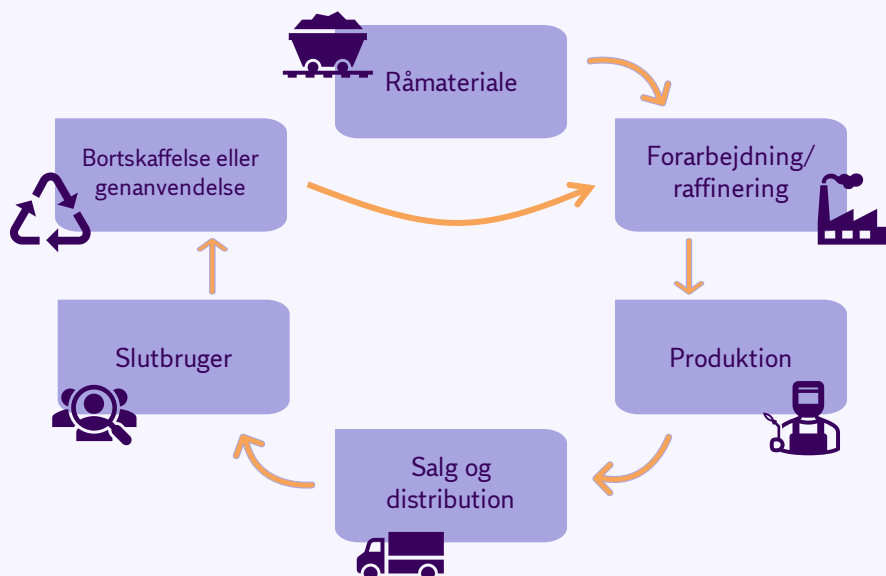 Råmateriale
Forarbejdning/
raffinering
Produktion
Salg og
distribution
Slutbruger
Bortskaffelse eller
genanvendelse